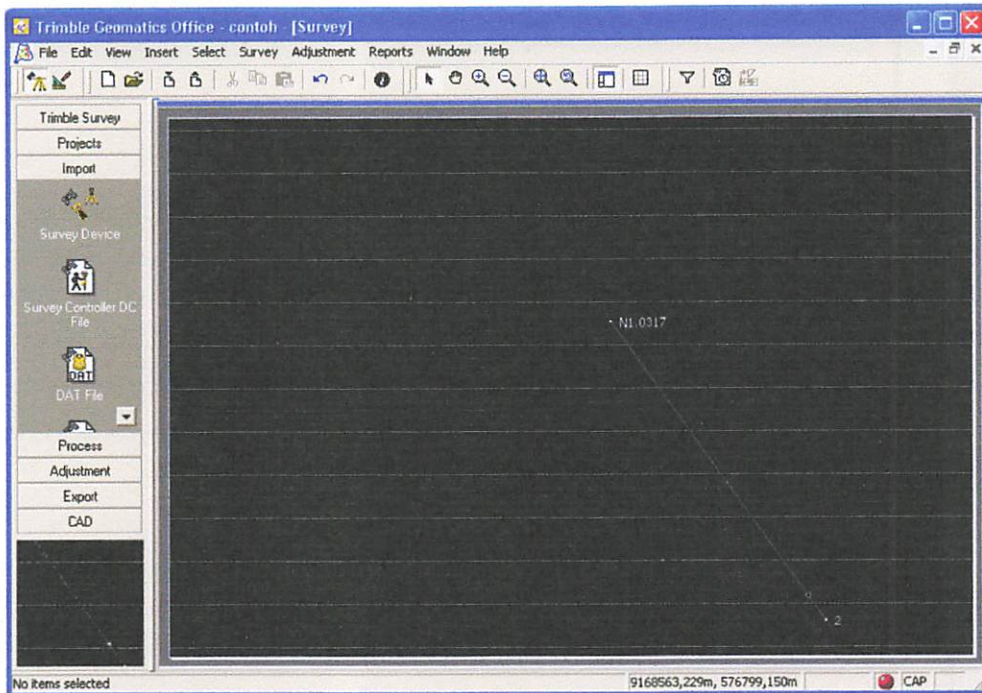 Trimble Geomatics Office - contoh - [Survey]
File Edit View Insert Select Survey Adjustment Reports Window Help
Trimble Survey
Projects
Import
Survey Device
Survey Controller DC File
DAT
DAT File
Process
Adjustment
Export
CAD
N1.0317
2
No items selected
9168563,229m, 576799,150m
CAP